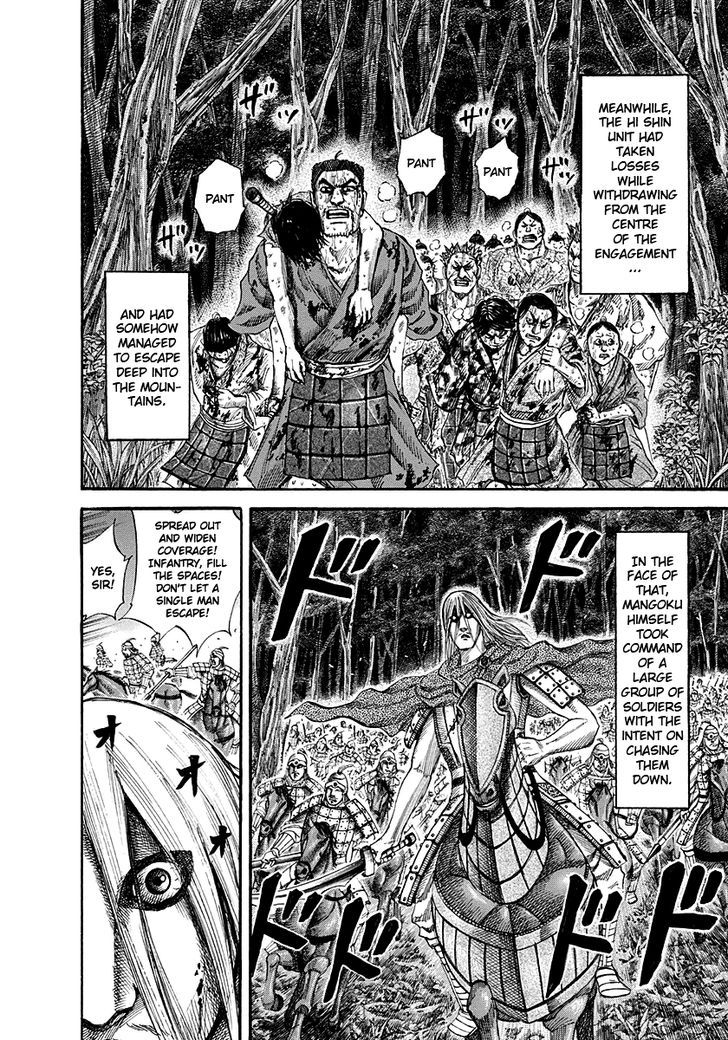 MEANWHILE,
THE HI SHIN
UNIT HAD
TAKEN
LOSSES
WHILE
WITHDRAWING
FROM THE
CENTRE
OF THE
ENGAGEMENT
...
ザッ
ザッ
ザッ
ザッ
PANT
PANT
PANT
ザッ
AND HAD
SOMEHOW
MANAGED
TO ESCAPE
DEEP INTO
THE MOUN-
TAINS.
IN THE
FACE OF
THAT,
MANGOKU
HIMSELF
TOOK
COMMAND
OF A
LARGE
GROUP OF
SOLDIERS
WITH THE
INTENT ON
CHASING
THEM
DOWN.
ド
ドド
ドド
ドド
SPREAD OUT
AND WIDEN
COVERAGE!
INFANTRY, FILL
THE SPACES!
DON'T LET A
SINGLE MAN
ESCAPE!
YES,
SIR!
オオオ